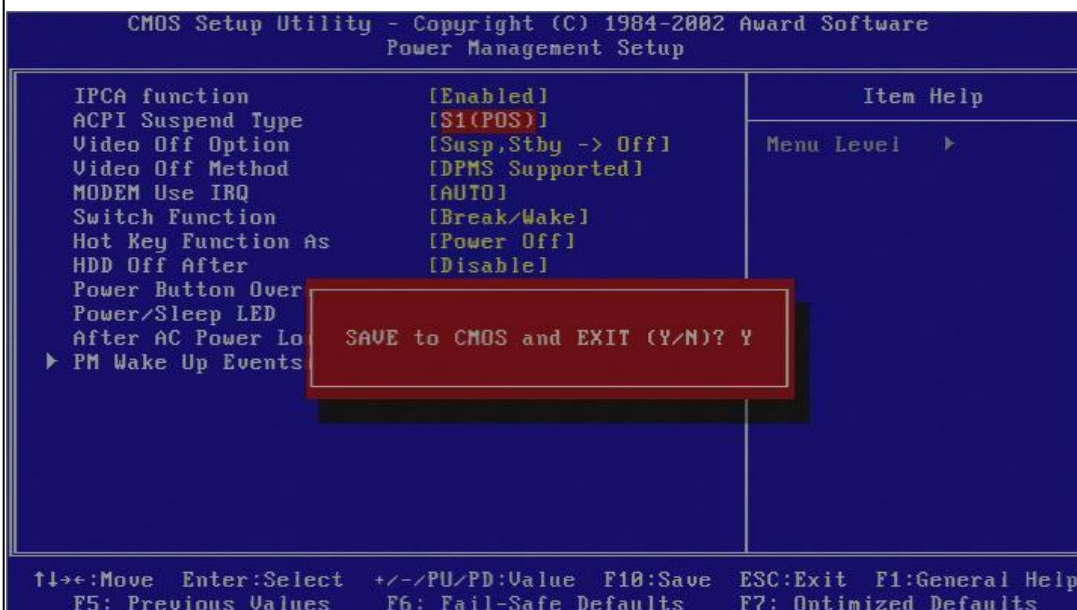 CMOS Setup Utility - Copyright (C) 1984-2002 Award Software
Power Management Setup
IPCA function [Enabled]
ACPI Suspend Type [S1(POS)]
Video Off Option [Susp,Stby -> Off]
Video Off Method [DPMS Supported]
MODEM Use IRQ [AUTO]
Switch Function [Break/Wake]
Hot Key Function As [Power Off]
HDD Off After [Disable]
Power Button Over
Power/Sleep LED
After AC Power Lo
▶ PM Wake Up Events
Item Help
Menu Level ▶
SAVE to CMOS and EXIT (Y/N)? Y
↑↓→←:Move Enter:Select +/-/PU/PD:Value F10:Save ESC:Exit F1:General Help
F5: Previous Values F6: Fail-Safe Defaults F7: Optimized Defaults